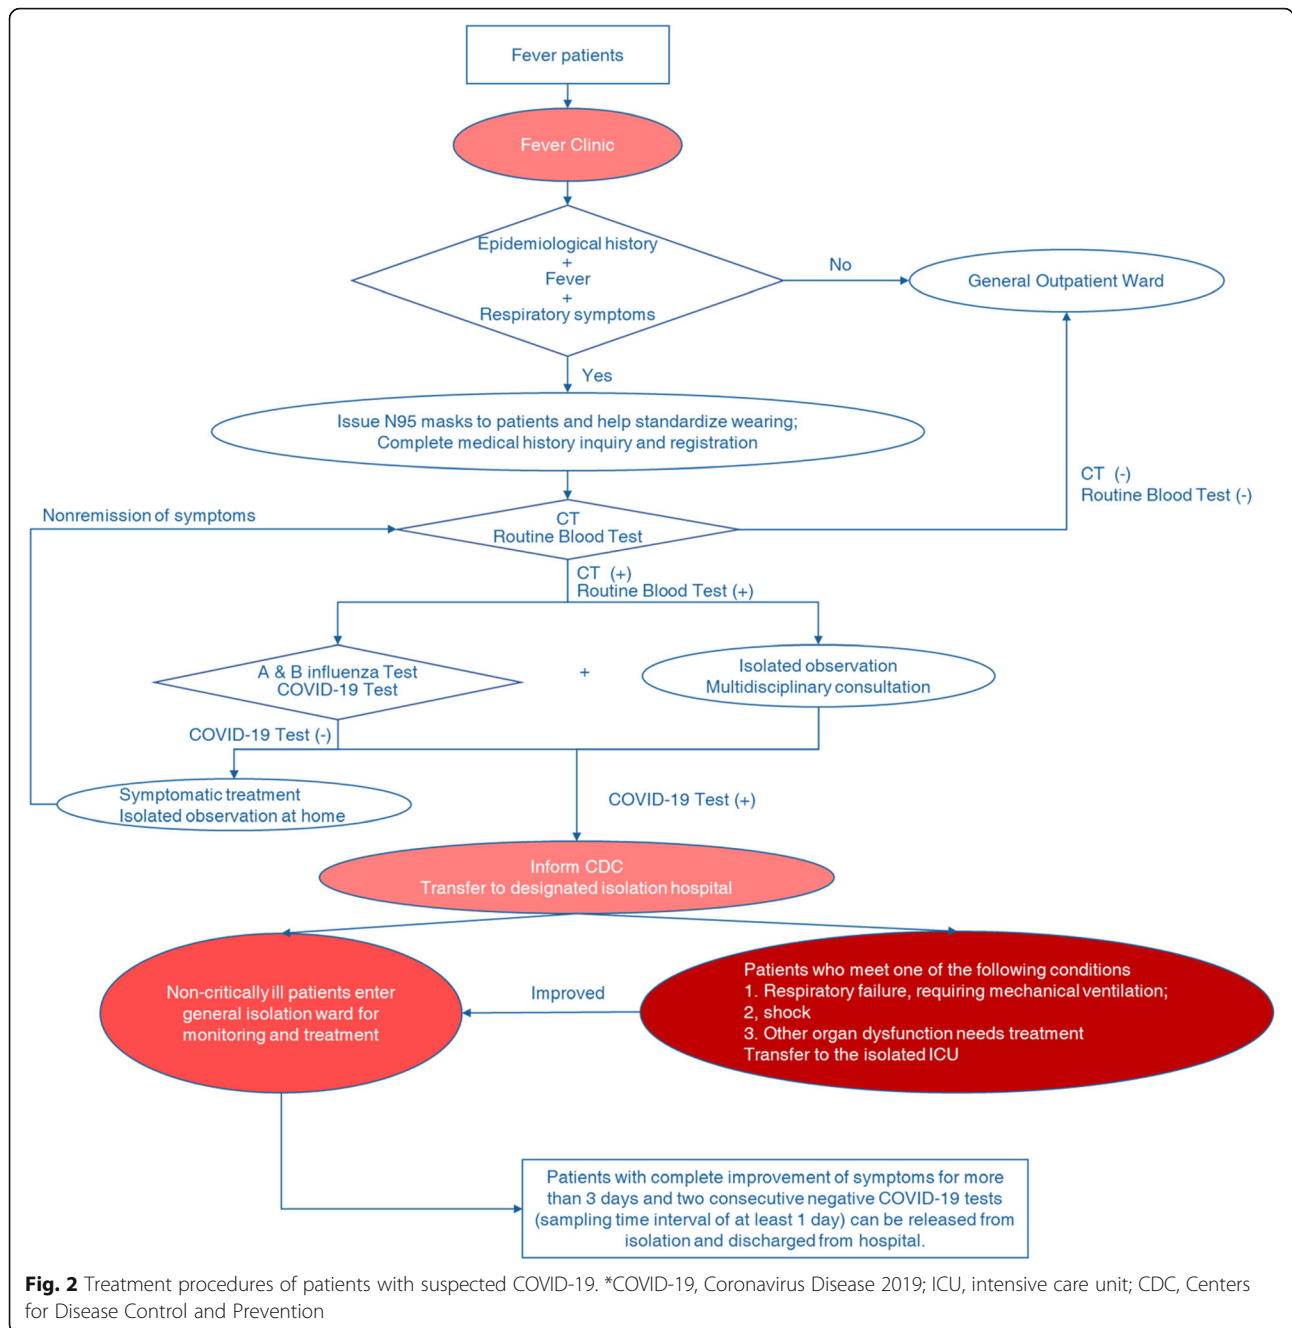 Fever patients
Fever Clinic
Epidemiological history
+
Fever
+
Respiratory symptoms
No
General Outpatient Ward
Yes
Issue N95 masks to patients and help standardize wearing;
Complete medical history inquiry and registration
CT (-)
Routine Blood Test (-)
Nonremission of symptoms
CT
Routine Blood Test
CT (+)
Routine Blood Test (+)
A & B influenza Test
COVID-19 Test
+
Isolated observation
Multidisciplinary consultation
COVID-19 Test (-)
Symptomatic treatment
Isolated observation at home
COVID-19 Test (+)
Inform CDC
Transfer to designated isolation hospital
Non-critically ill patients enter
general isolation ward for
monitoring and treatment
Improved
Patients who meet one of the following conditions
1. Respiratory failure, requiring mechanical ventilation;
2, shock
3. Other organ dysfunction needs treatment
Transfer to the isolated ICU
Patients with complete improvement of symptoms for more
than 3 days and two consecutive negative COVID-19 tests
(sampling time interval of at least 1 day) can be released from
isolation and discharged from hospital.
Fig. 2 Treatment procedures of patients with suspected COVID-19. *COVID-19, Coronavirus Disease 2019; ICU, intensive care unit; CDC, Centers
for Disease Control and Prevention